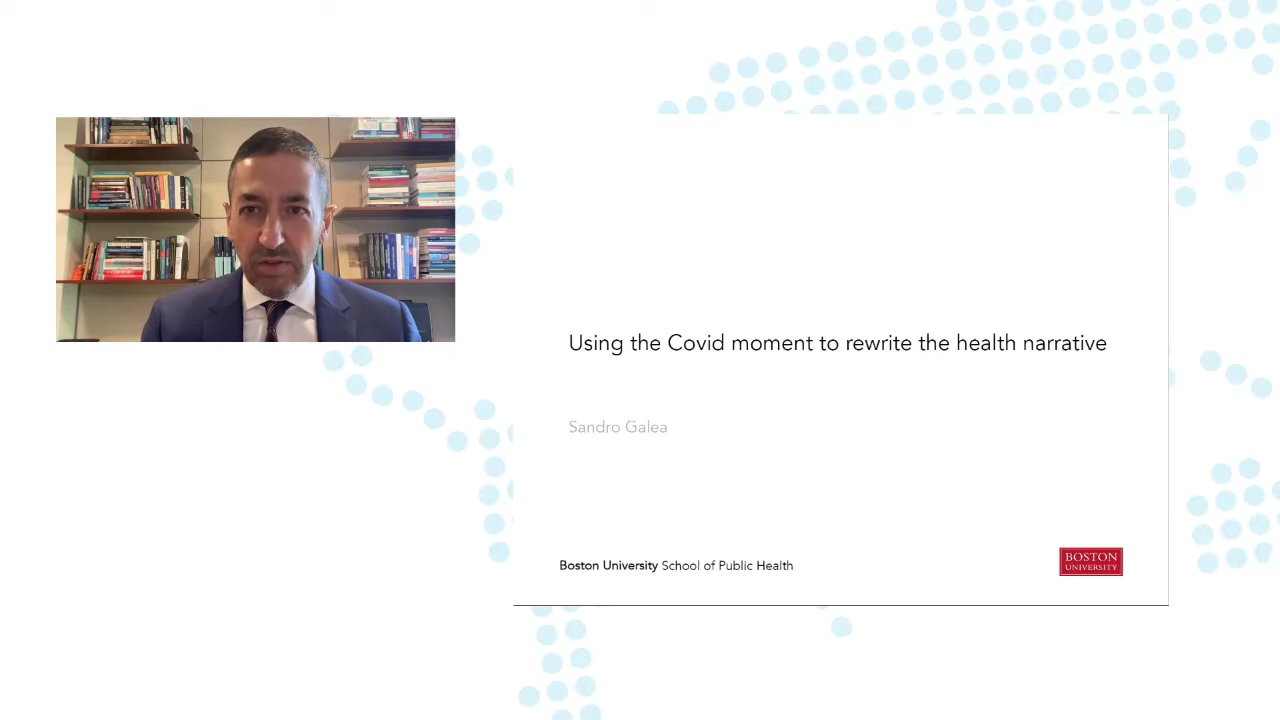 Using the Covid moment to rewrite the health narrative
Sandro Galea
Boston University School of Public Health
BOSTON
UNIVERSITY